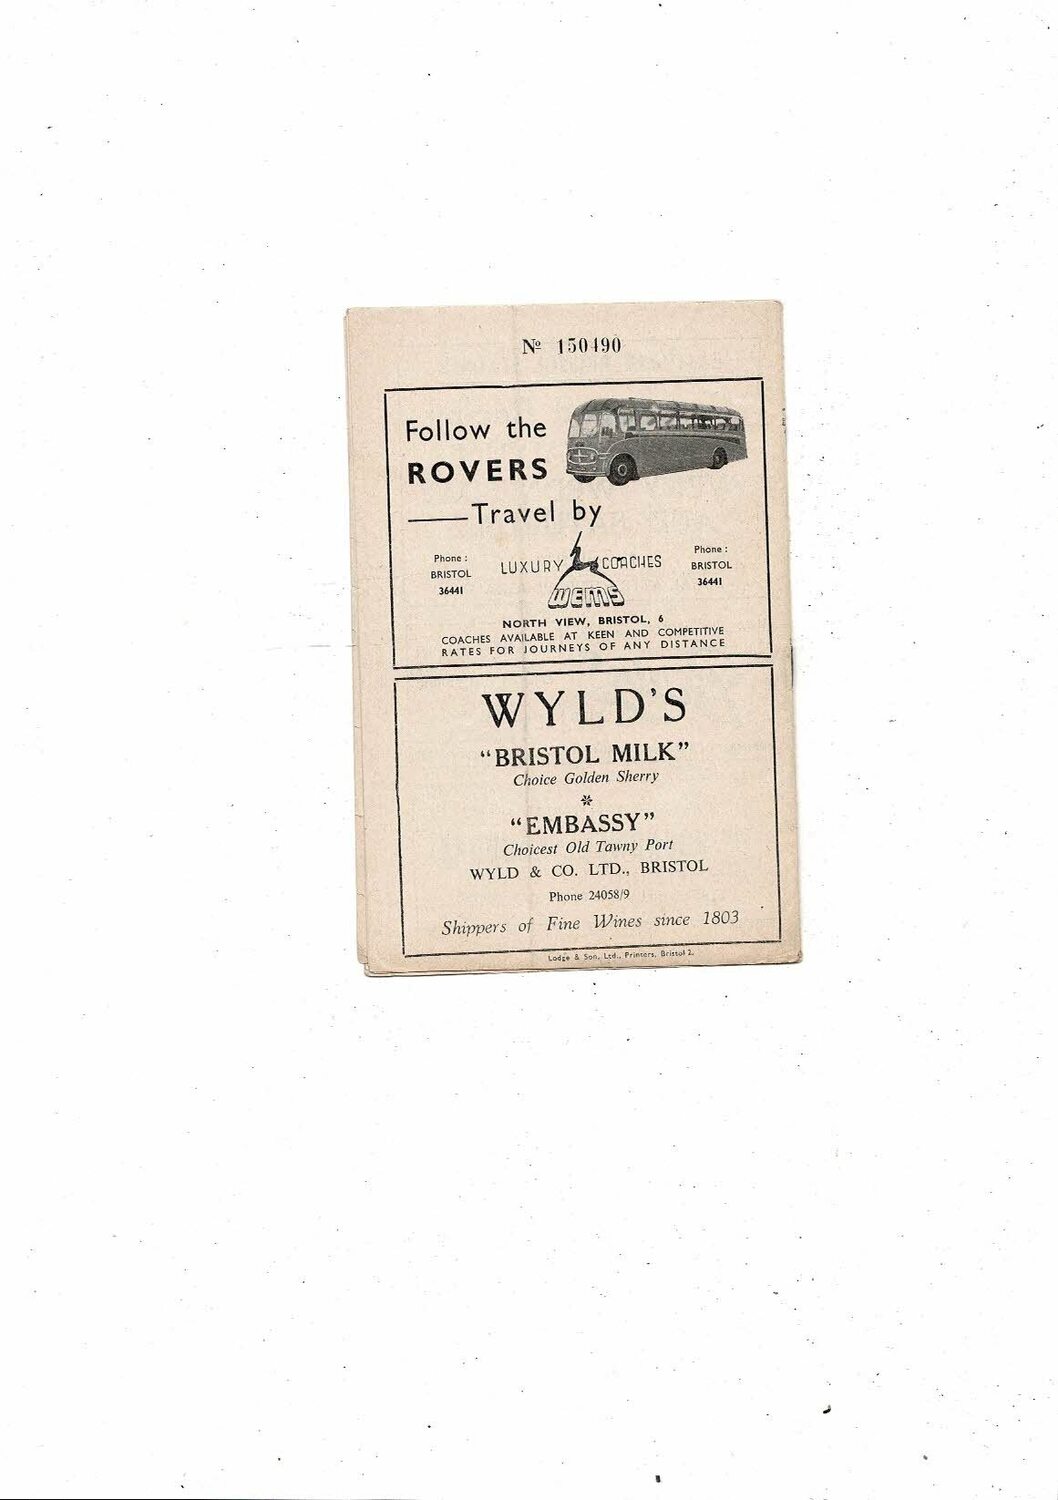 Nº 150490
Follow the
ROVERS
Travel by
Phone :
BRISTOL
36441
LUXURY COACHES
WEMS
Phone :
BRISTOL
36441
NORTH VIEW, BRISTOL, 6
COACHES AVAILABLE AT KEEN AND COMPETITIVE
RATES FOR JOURNEYS OF ANY DISTANCE
WYLD'S
“BRISTOL MILK”
Choice Golden Sherry
“EMBASSY”
Choicest Old Tawny Port
WYLD & CO. LTD., BRISTOL
Phone 24058/9
Shippers of Fine Wines since 1803
Lodge & Son, Ltd., Printers, Bristol 2.